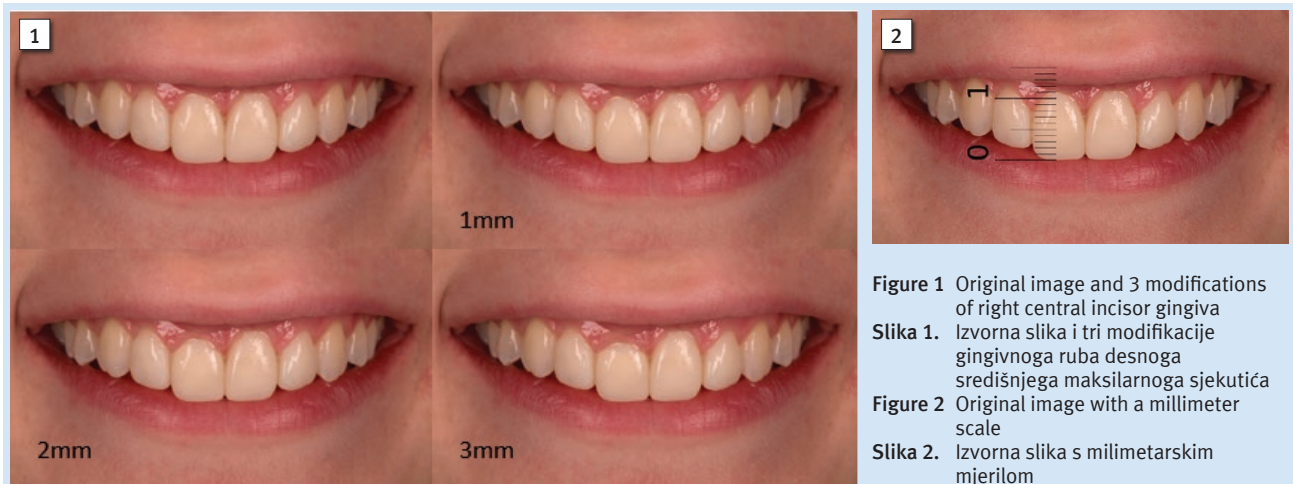 1
1mm
2mm
3mm
2
1
0
Figure 1 Original image and 3 modifications
of right central incisor gingiva
Slika 1. Izvorna slika i tri modifikacije
gingivnoga ruba desnoga
središnjega maksilarnoga sjekutića
Figure 2 Original image with a millimeter
scale
Slika 2. Izvorna slika s milimetarskim
mjerilom